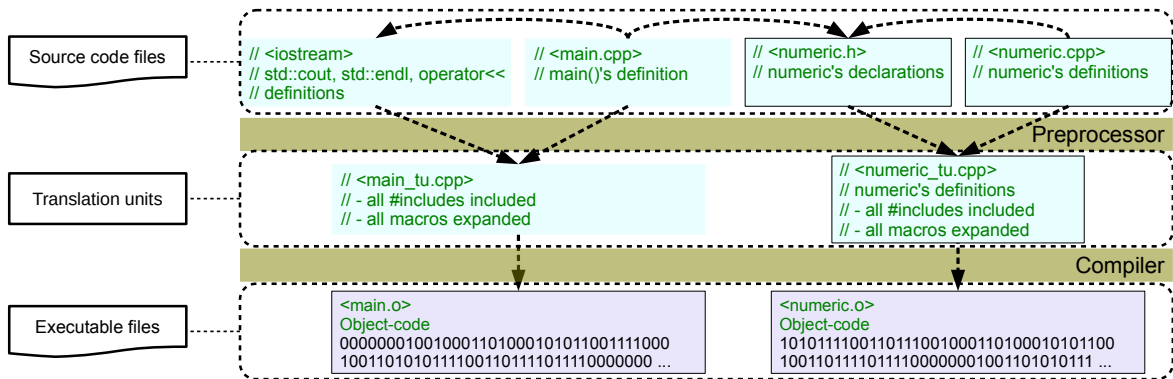 Source code files
// <iostream>
// std::cout, std::endl, operator<<
// definitions
// <main.cpp>
// main()'s definition
// <numeric.h>
// numeric's declarations
// <numeric.cpp>
// numeric's definitions
Preprocessor
Translation units
// <main_tu.cpp>
// - all #includes included
// - all macros expanded
// <numeric_tu.cpp>
// numeric's definitions
// - all #includes included
// - all macros expanded
Compiler
Executable files
<main.o>
Object-code
0000000100100011010001010110011110001
10011010101111001101111011110000000 ...
<numeric.o>
Object-code
1010111100110111001000110100010101100
1001101111011110000000100110101011 1 ...